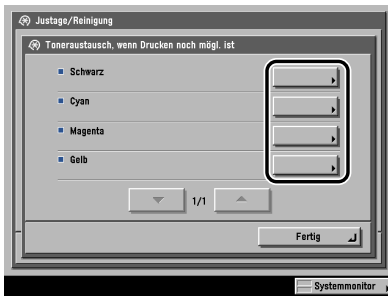 Justage/Reinigung
Toneraustausch, wenn Drucken noch mögl. ist
Schwarz
Cyan
Magenta
Gelb
1/1
Fertig
Systemmonitor